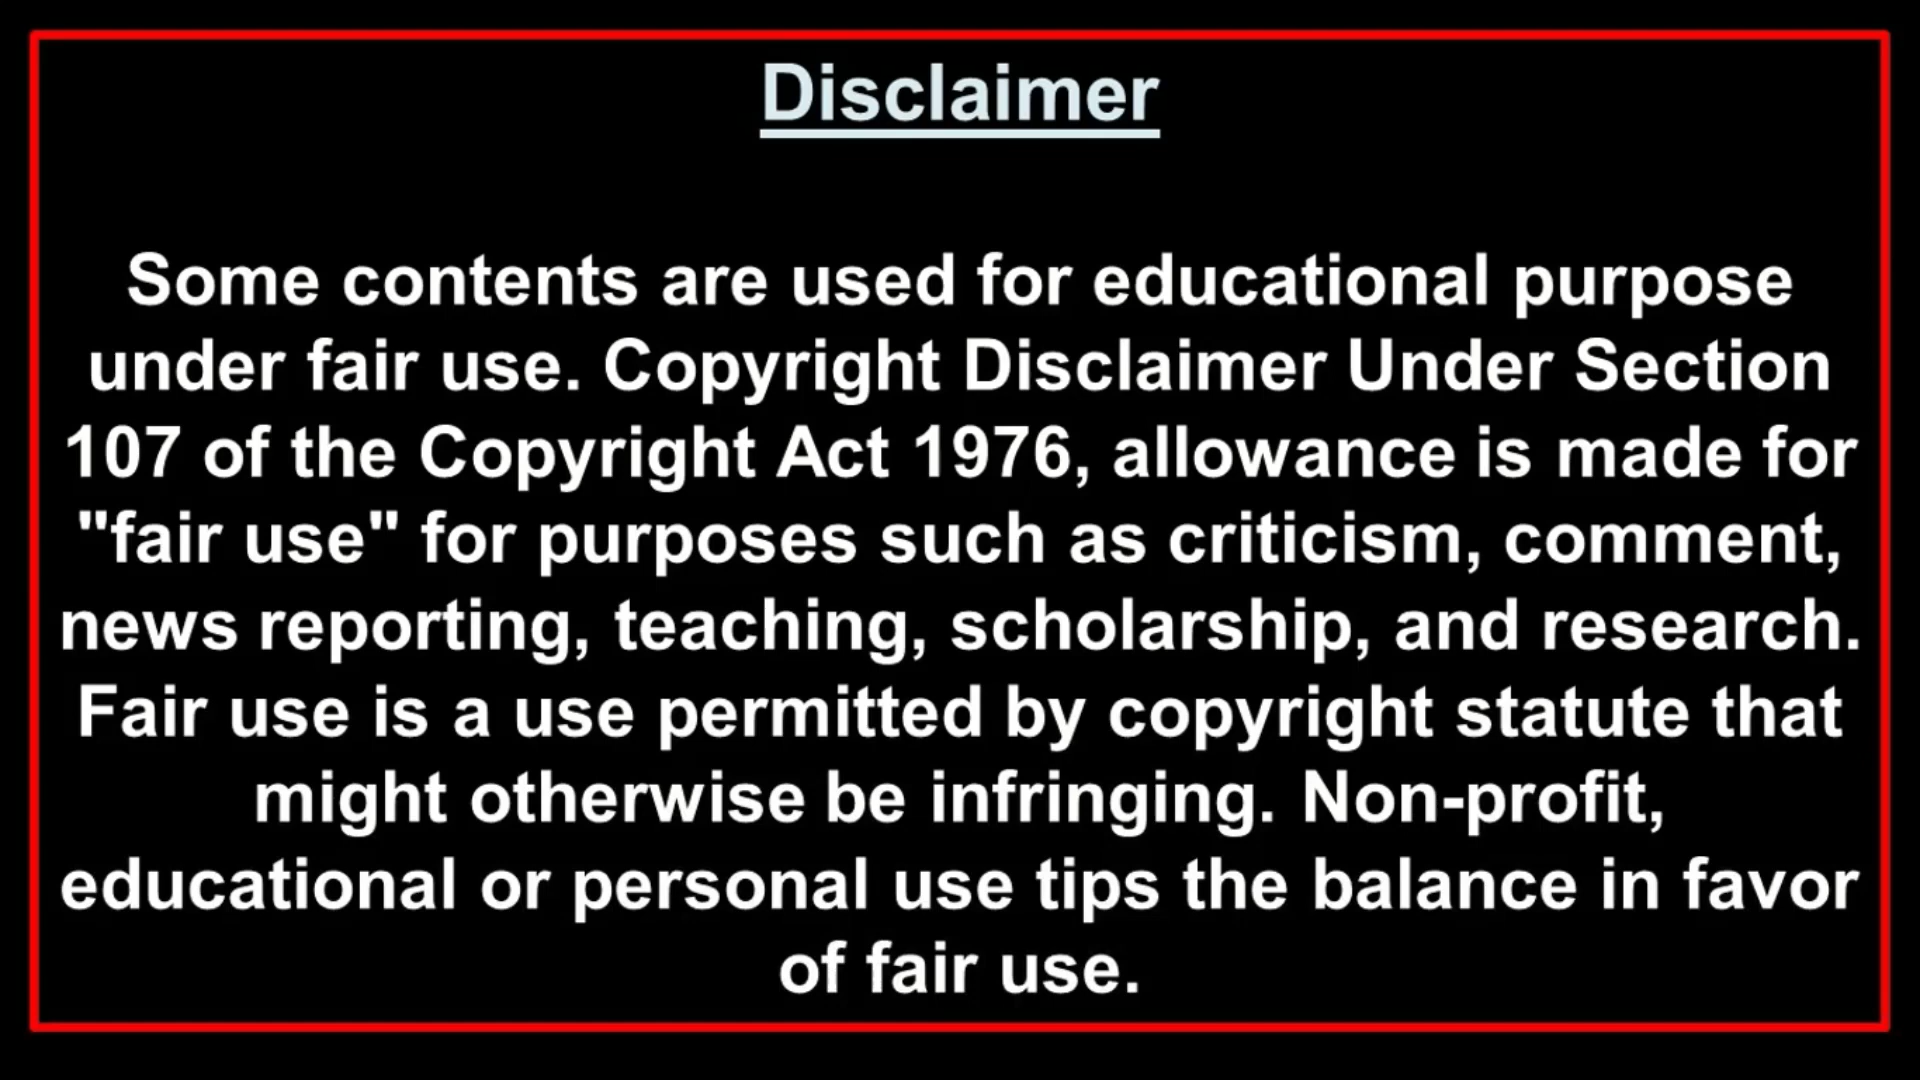 Disclaimer
Some contents are used for educational purpose
under fair use. Copyright Disclaimer Under Section
107 of the Copyright Act 1976, allowance is made for
"fair use" for purposes such as criticism, comment,
news reporting, teaching, scholarship, and research.
Fair use is a use permitted by copyright statute that
might otherwise be infringing. Non-profit,
educational or personal use tips the balance in favor
of fair use.